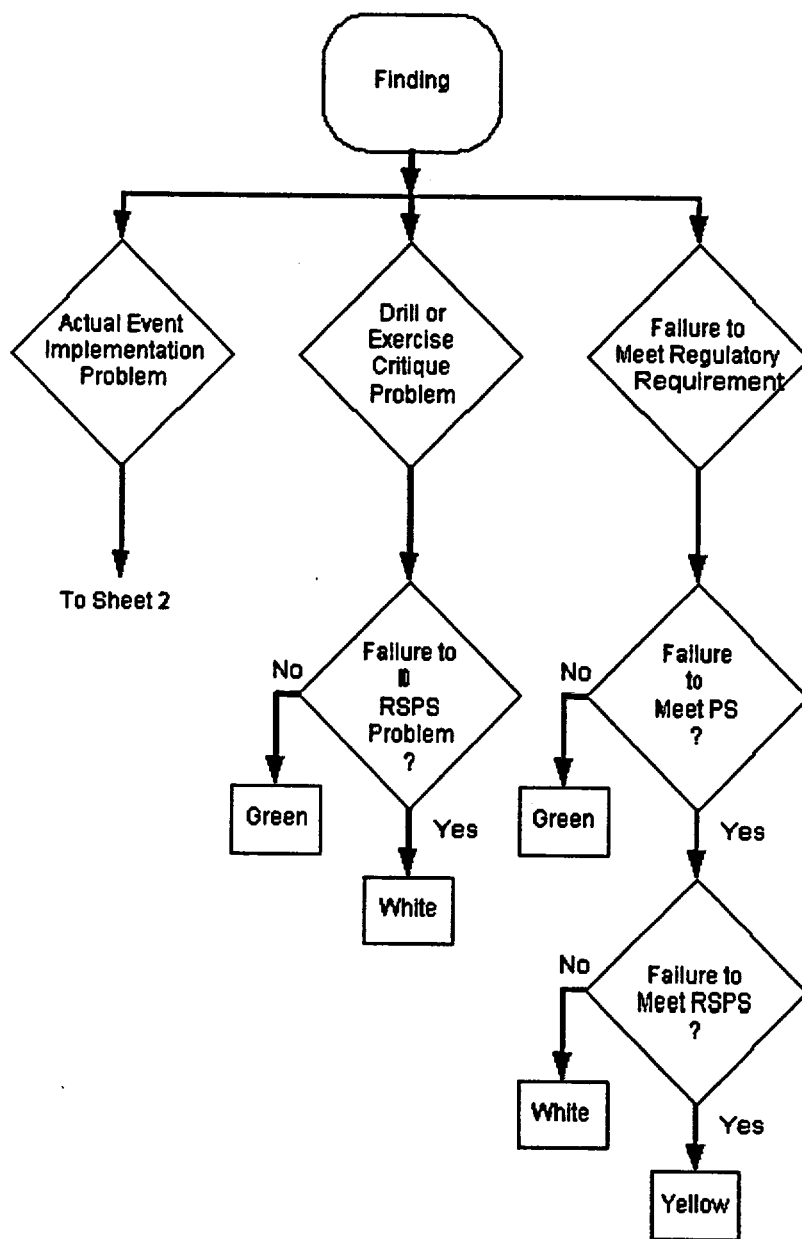 Finding
Actual Event
Implementation
Problem
Drill or
Exercise
Critique
Problem
Failure to
Meet Regulatory
Requirement
To Sheet 2
No
Failure to
ID
RSPS
Problem
?
Green
Yes
White
No
Failure
to
Meet PS
?
Green
Yes
No
Failure to
Meet RSPS
?
White
Yes
Yellow